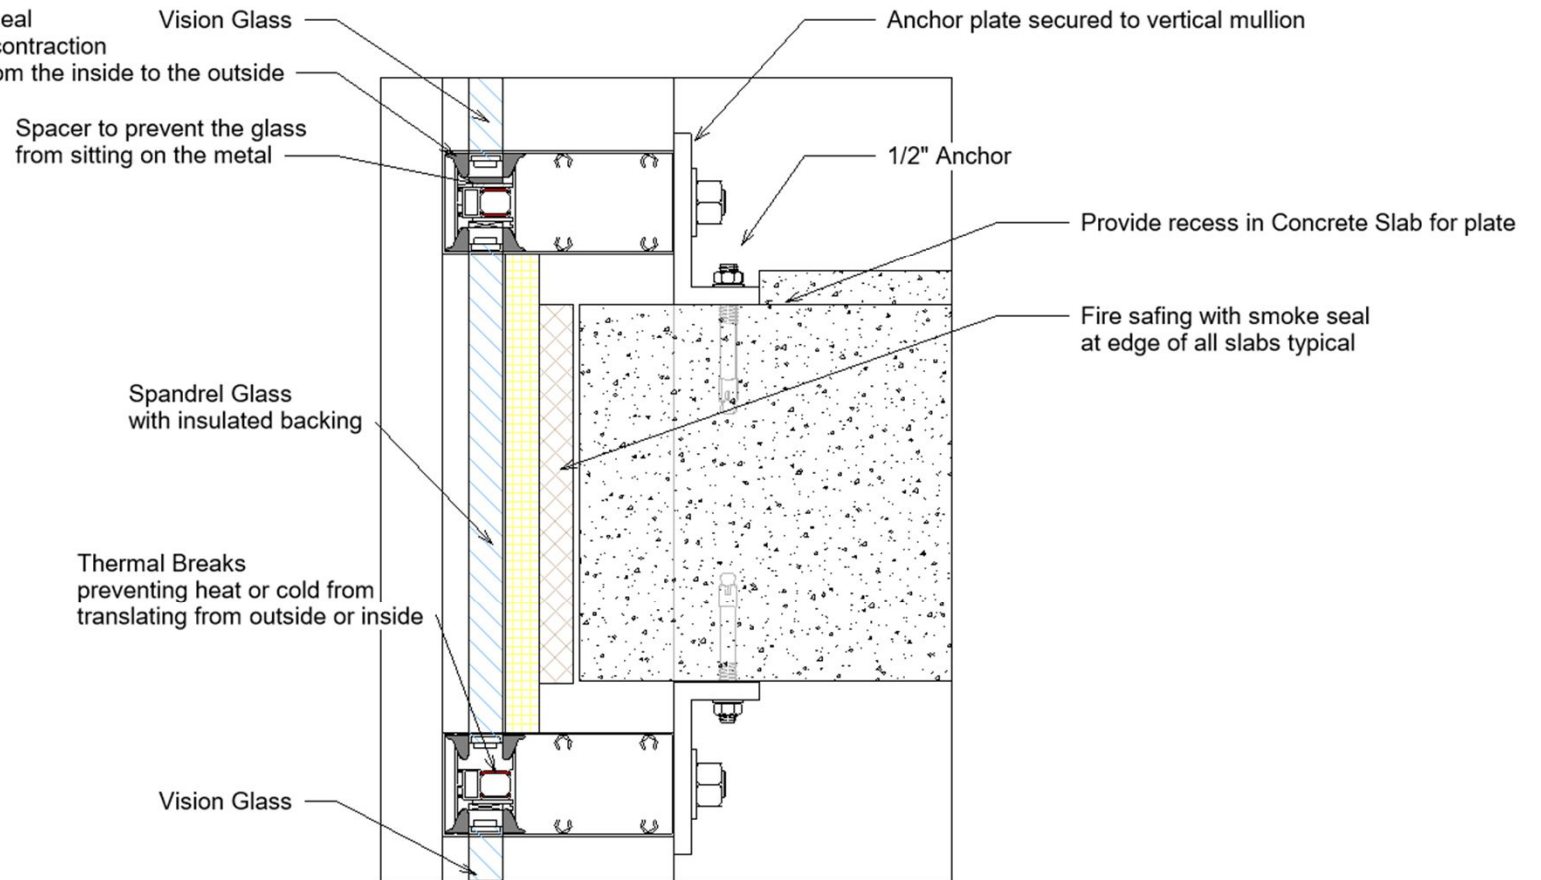 eal
contraction
om the inside to the outside
Vision Glass
Spacer to prevent the glass
from sitting on the metal
Spandrel Glass
with insulated backing
Thermal Breaks
preventing heat or cold from
translating from outside or inside
Vision Glass
Anchor plate secured to vertical mullion
1/2" Anchor
Provide recess in Concrete Slab for plate
Fire safing with smoke seal
at edge of all slabs typical